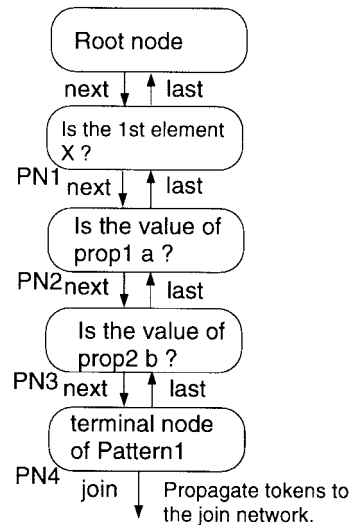 Root node
next last
Is the 1st element
X ?
PN1 next last
Is the value of
prop1 a ?
PN2 next last
Is the value of
prop2 b ?
PN3 next last
terminal node
of Pattern1
PN4
join Propagate tokens to
the join network.